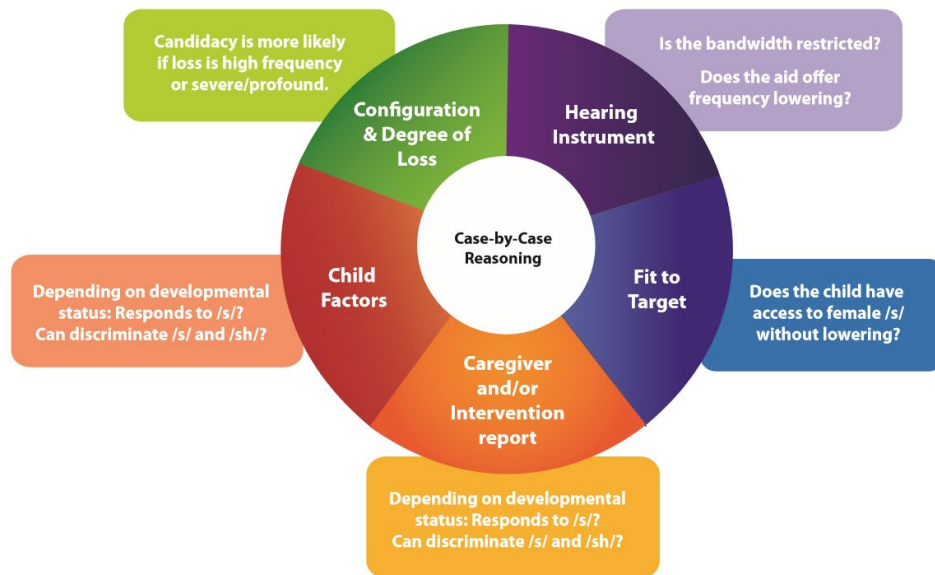 Candidacy is more likely
if loss is high frequency
or severe/profound.
Configuration
& Degree of
Loss
Hearing
Instrument
Is the bandwidth restricted?
Does the aid offer
frequency lowering?
Case-by-Case
Reasoning
Child
Factors
Depending on developmental
status: Responds to /s/?
Can discriminate /s/ and /sh/?
Fit to
Target
Does the child have
access to female /s/
without lowering?
Caregiver
and/or
Intervention
report
Depending on developmental
status: Responds to /s/?
Can discriminate /s/ and /sh/?